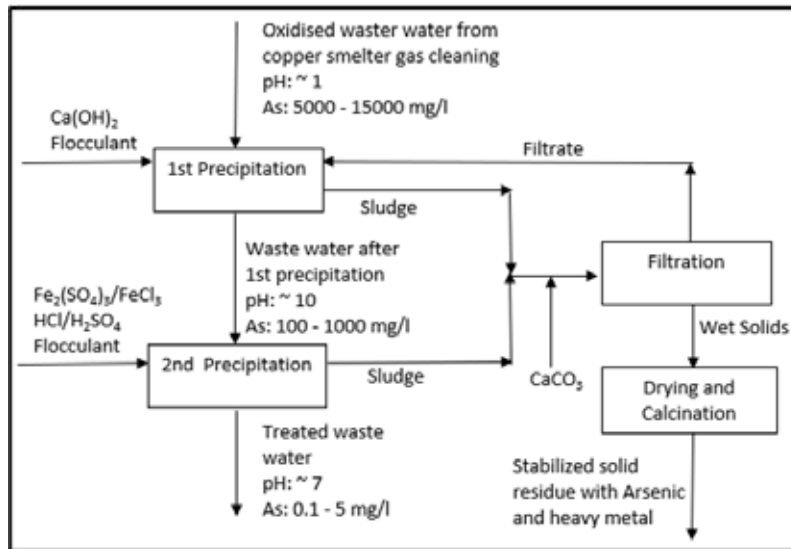 Oxidised waster water from
copper smelter gas cleaning
pH: ~ 1
As: 5000 - 15000 mg/l
Ca(OH)₂
Flocculant
Filtrate
1st Precipitation
Sludge
Waste water after
1st precipitation
pH: ~ 10
As: 100 - 1000 mg/l
Filtration
Fe₂(SO₄)₃/FeCl₃
HCl/H₂SO₄
Flocculant
Wet Solids
2nd Precipitation
Sludge
CaCO₃
Drying and
Calcination
Treated waste
water
pH: ~ 7
As: 0.1 - 5 mg/l
Stabilized solid
residue with Arsenic
and heavy metal